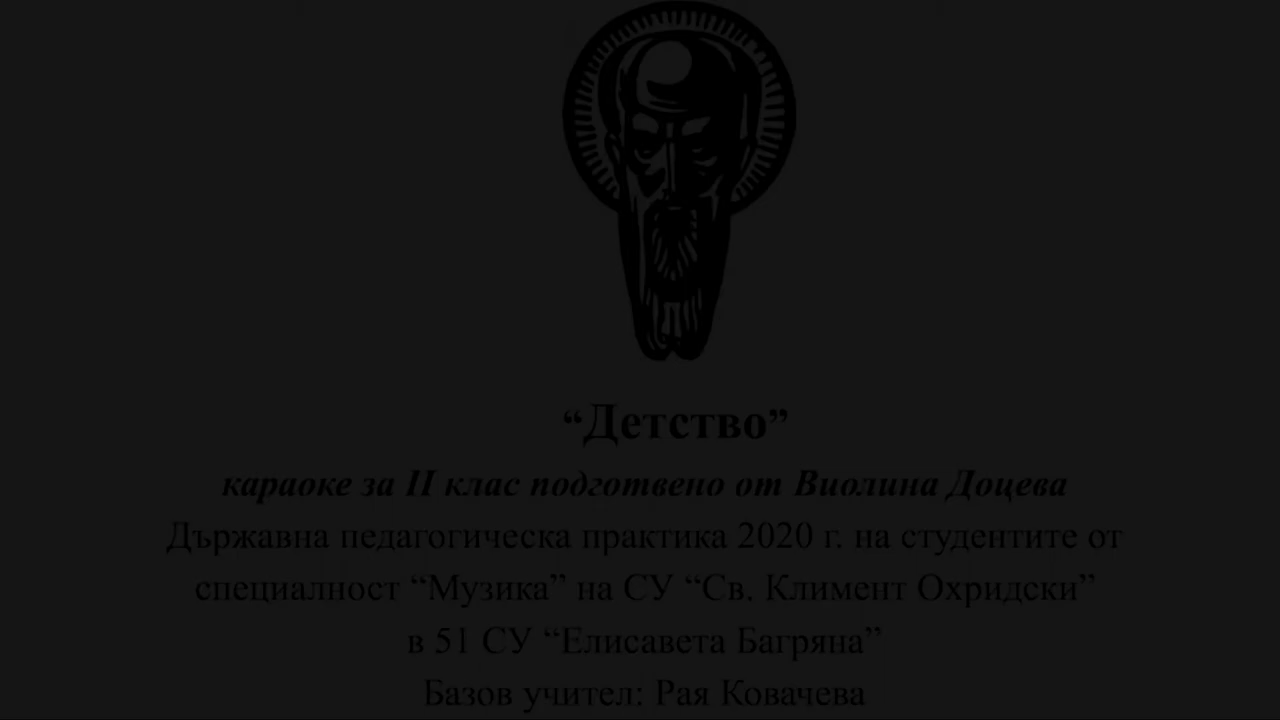 “Детство”
караоке за II клас подготвено от Виолина Доцева
Държавна педагогическа практика 2020 г. на студентите от
специалност “Музика” на СУ “Св. Климент Охридски”
в 51 СУ “Елисавета Багряна”
Базов учител: Рая Ковачева